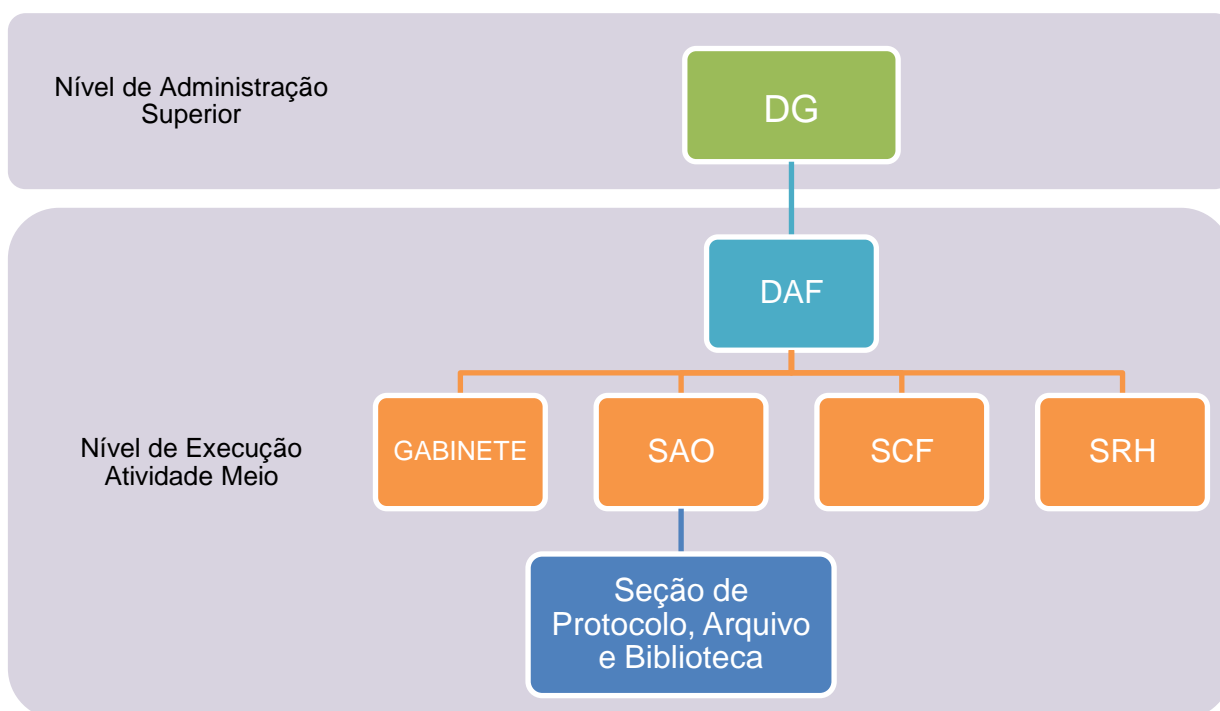 Nível de Administração
Superior
DG
DAF
Nível de Execução
Atividade Meio
GABINETE
SAO
SCF
SRH
Seção de
Protocolo, Arquivo
e Biblioteca